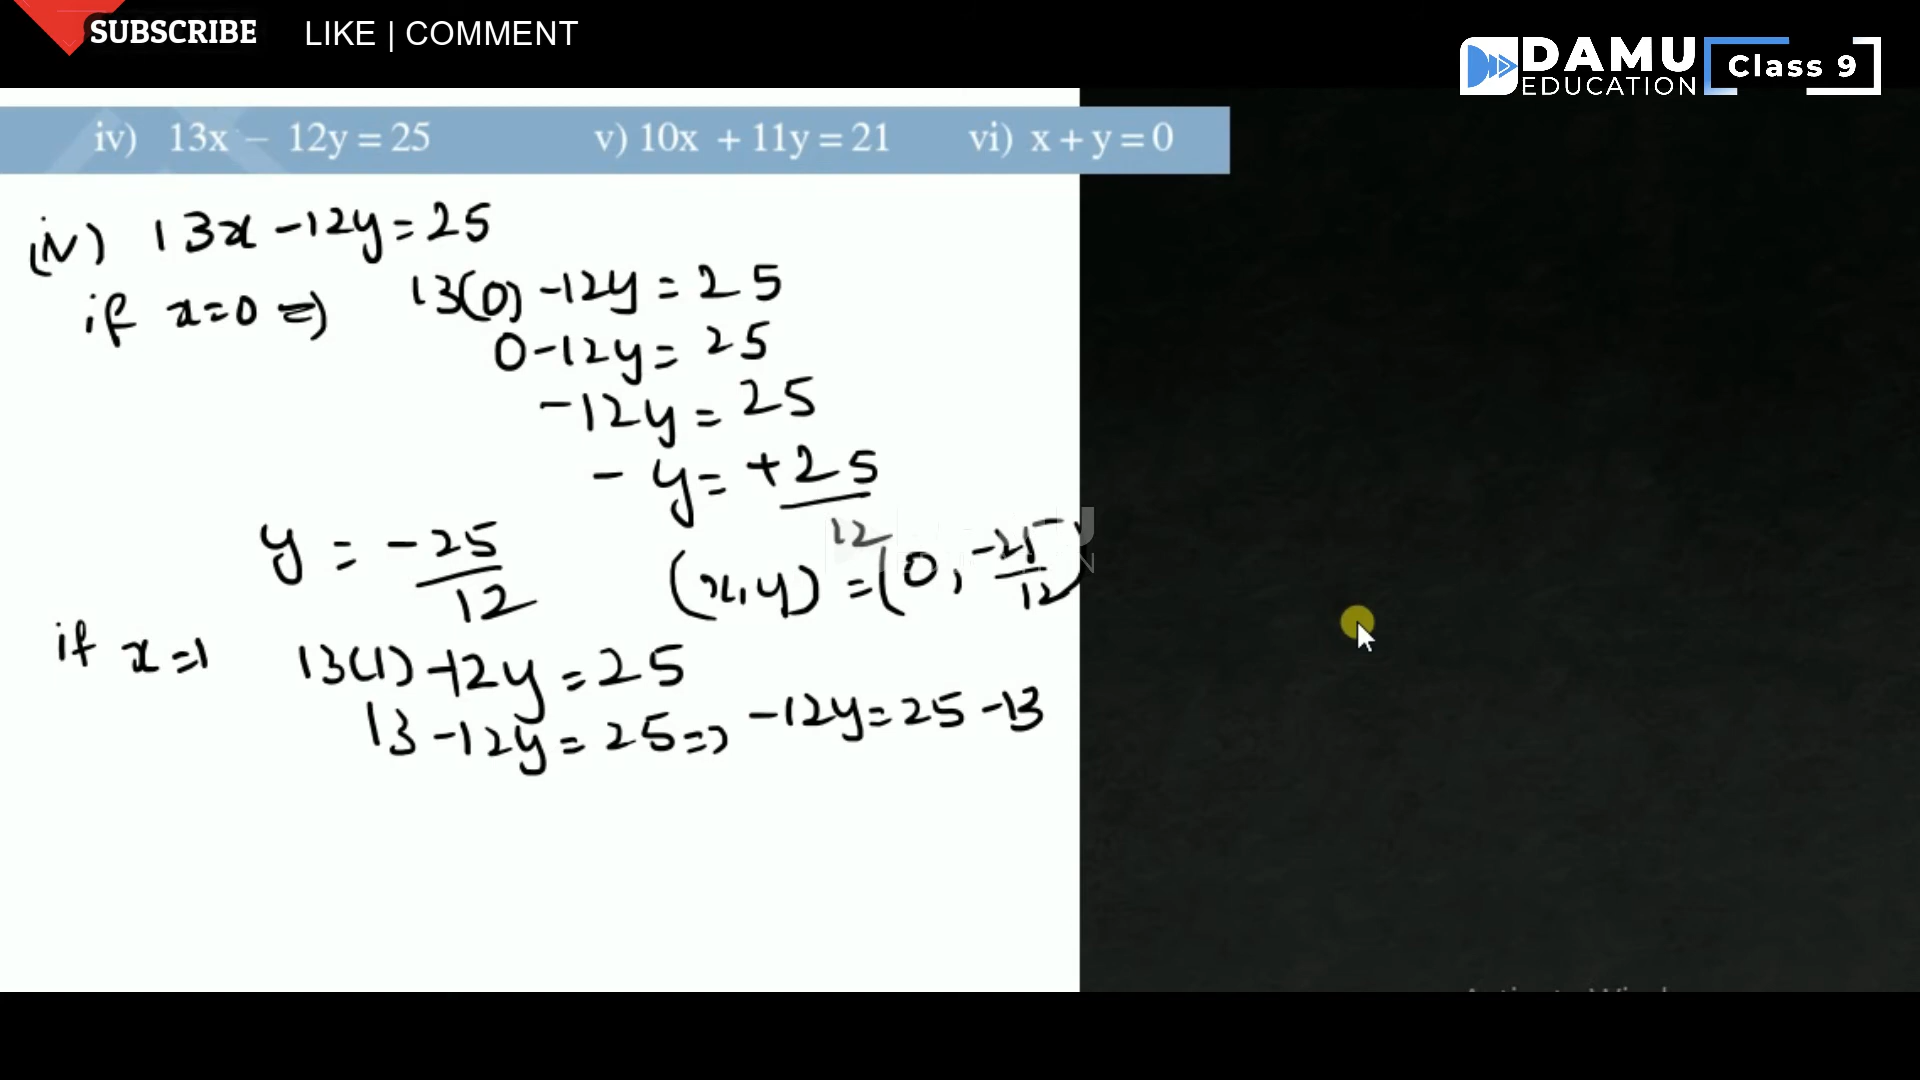 SUBSCRIBE LIKE | COMMENT
DAMU
EDUCATION
Class 9
iv) 13x − 12y = 25 v) 10x + 11y = 21 vi) x + y = 0
(iv) 13x - 12y = 25
if x=0 ⇒ 13(0) - 12y = 25
0 - 12y = 25
-12y = 25
- y = +25/12
y = -25/12 (x,y) = (0, -25/12)
if x=1 13(1) - 12y = 25
13 - 12y = 25 ⇒ -12y = 25 - 13